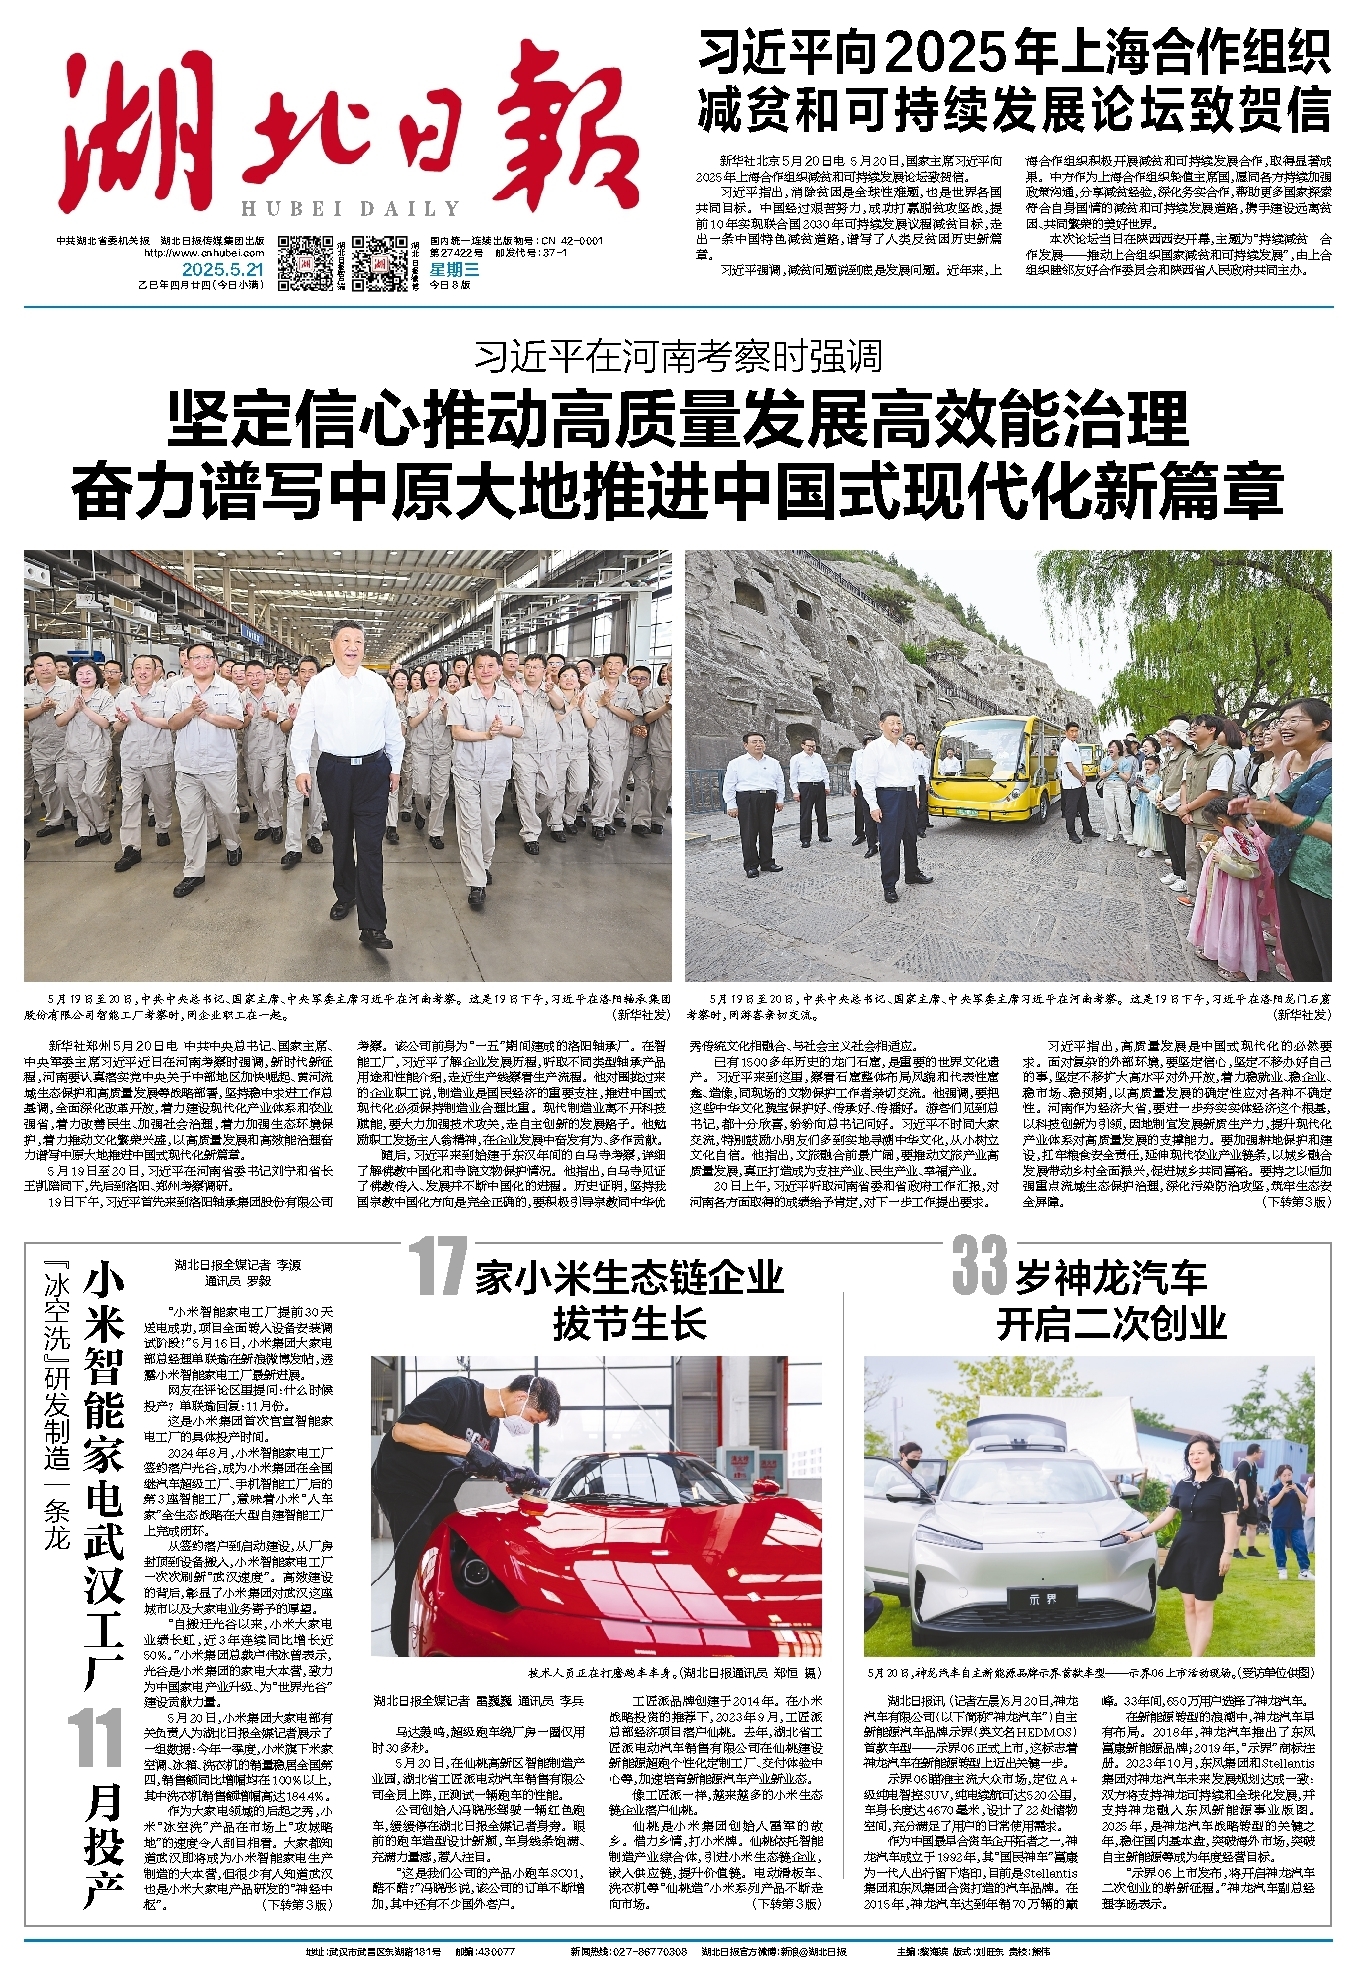 湖北日報
HUBEI DAILY
中共湖北省委机关报　湖北日报传媒集团出版
http://www.cnhubei.com
2025.5.21
乙巳年四月廿四(今日小满)
国内统一连续出版物号：CN 42-0001
第27422号　邮发代号：37-1
星期三
今日8版
习近平向2025年上海合作组织
减贫和可持续发展论坛致贺信
新华社北京5月20日电 5月20日，国家主席习近平向
2025年上海合作组织减贫和可持续发展论坛致贺信。
习近平指出，消除贫困是全球性难题，也是世界各国
共同目标。中国经过艰苦努力，成功打赢脱贫攻坚战，提
前10年实现联合国2030年可持续发展议程减贫目标，走
出一条中国特色减贫道路，谱写了人类反贫困历史新篇
章。
习近平强调，减贫问题说到底是发展问题。近年来，上
海合作组织积极开展减贫和可持续发展合作，取得显著成
果。中方作为上海合作组织轮值主席国，愿同各方持续加强
政策沟通，分享减贫经验，深化务实合作，帮助更多国家探索
符合自身国情的减贫和可持续发展道路，携手建设远离贫
困、共同繁荣的美好世界。
本次论坛当日在陕西西安开幕，主题为“持续减贫　合
作发展——推动上合组织国家减贫和可持续发展”，由上合
组织睦邻友好合作委员会和陕西省人民政府共同主办。
习近平在河南考察时强调
坚定信心推动高质量发展高效能治理
奋力谱写中原大地推进中国式现代化新篇章
5月19日至20日，中共中央总书记、国家主席、中央军委主席习近平在河南考察。这是19日下午，习近平在洛阳轴承集团
股份有限公司智能工厂考察时，同企业职工在一起。　（新华社发）
5月19日至20日，中共中央总书记、国家主席、中央军委主席习近平在河南考察。这是19日下午，习近平在洛阳龙门石窟
考察时，同游客亲切交流。　（新华社发）
新华社郑州5月20日电 中共中央总书记、国家主席、
中央军委主席习近平近日在河南考察时强调，新时代新征
程，河南要认真落实党中央关于中部地区加快崛起、黄河流
域生态保护和高质量发展等战略部署，坚持稳中求进工作总
基调，全面深化改革开放，着力建设现代化产业体系和农业
强省，着力改善民生、加强社会治理，着力加强生态环境保
护，着力推动文化繁荣兴盛，以高质量发展和高效能治理奋
力谱写中原大地推进中国式现代化新篇章。
5月19日至20日，习近平在河南省委书记刘宁和省长
王凯陪同下，先后到洛阳、郑州考察调研。
19日下午，习近平首先来到洛阳轴承集团股份有限公司
考察。该公司前身为“一五”期间建成的洛阳轴承厂。在智
能工厂，习近平了解企业发展历程，听取不同类型轴承产品
用途和性能介绍，走近生产线察看生产流程。他对围拢过来
的企业职工说，制造业是国民经济的重要支柱，推进中国式
现代化必须保持制造业合理比重。现代制造业离不开科技
赋能，要大力加强技术攻关，走自主创新的发展路子。他勉
励职工发扬主人翁精神，在企业发展中奋发有为、多作贡献。
随后，习近平来到始建于东汉年间的白马寺考察，详细
了解佛教中国化和寺院文物保护情况。他指出，白马寺见证
了佛教传入、发展并不断中国化的进程。历史证明，坚持我
国宗教中国化方向是完全正确的，要积极引导宗教同中华优
秀传统文化相融合、与社会主义社会相适应。
已有1500多年历史的龙门石窟，是重要的世界文化遗
产。习近平来到这里，察看石窟整体布局风貌和代表性窟
龛、造像，同现场的文物保护工作者亲切交流。他强调，要把
这些中华文化瑰宝保护好、传承好、传播好。游客们见到总
书记，都十分欣喜，纷纷向总书记问好。习近平不时同大家
交流，特别鼓励小朋友们多到实地寻溯中华文化，从小树立
文化自信。他指出，文旅融合前景广阔，要推动文旅产业高
质量发展，真正打造成为支柱产业、民生产业、幸福产业。
20日上午，习近平听取河南省委和省政府工作汇报，对
河南各方面取得的成绩给予肯定，对下一步工作提出要求。
习近平指出，高质量发展是中国式现代化的必然要
求。面对复杂的外部环境，要坚定信心，坚定不移办好自己
的事，坚定不移扩大高水平对外开放，着力稳就业、稳企业、
稳市场、稳预期，以高质量发展的确定性应对各种不确定
性。河南作为经济大省，要进一步夯实实体经济这个根基，
以科技创新为引领，因地制宜发展新质生产力，提升现代化
产业体系对高质量发展的支撑能力。要加强耕地保护和建
设，扛牢粮食安全责任，延伸现代农业产业链条，以城乡融合
发展带动乡村全面振兴，促进城乡共同富裕。要持之以恒加
强重点流域生态保护治理，深化污染防治攻坚，筑牢生态安
全屏障。　（下转第3版）
『冰空洗』研发制造一条龙
小米智能家电武汉工厂11月投产
湖北日报全媒记者 李源
通讯员 罗毅
“小米智能家电工厂提前30天
送电成功，项目全面转入设备安装调
试阶段！”5月16日，小米集团大家电
部总经理单联瑜在新浪微博发帖，透
露小米智能家电工厂最新进展。
网友在评论区里提问：什么时候
投产？单联瑜回复：11月份。
这是小米集团首次官宣智能家
电工厂的具体投产时间。
2024年8月，小米智能家电工厂
签约落户光谷，成为小米集团在全国
继汽车超级工厂、手机智能工厂后的
第3座智能工厂，意味着小米“人车
家”全生态战略在大型自建智能工厂
上完成闭环。
从签约落户到启动建设，从厂房
封顶到设备搬入，小米智能家电工厂
一次次刷新“武汉速度”。高效建设
的背后，彰显了小米集团对武汉这座
城市以及大家电业务寄予的厚望。
“自搬迁光谷以来，小米大家电
业绩长虹，近3年连续同比增长近
50%。”小米集团总裁卢伟冰曾表示，
光谷是小米集团的家电大本营，致力
为中国家电产业升级、为“世界光谷”
建设贡献力量。
5月20日，小米集团大家电部有
关负责人为湖北日报全媒记者展示了
一组数据：今年一季度，小米旗下米家
空调、冰箱、洗衣机的销量稳居全国第
四，销售额同比增幅均在100%以上，
其中洗衣机销售额增幅高达184.4%。
作为大家电领域的后起之秀，小
米“冰空洗”产品在市场上“攻城略
地”的速度令人刮目相看。大家都知
道武汉即将成为小米智能家电生产
制造的大本营，但很少有人知道武汉
也是小米大家电产品研发的“神经中
枢”。　（下转第3版）
17家小米生态链企业
拔节生长
技术人员正在打磨跑车车身。（湖北日报通讯员 郑恒 摄）
湖北日报全媒记者 雷巍巍 通讯员 李兵
马达轰鸣，超级跑车绕厂房一圈仅用
时30多秒。
5月20日，在仙桃高新区智能制造产
业园，湖北省工匠派电动汽车销售有限公
司全员上阵，正测试一辆跑车的性能。
公司创始人冯晓彤驾驶一辆红色跑
车，缓缓停在湖北日报全媒记者身旁。眼
前的跑车造型设计新颖，车身线条饱满、
充满力量感，惹人注目。
“这是我们公司的产品小跑车SC01，
酷不酷？”冯晓彤说，该公司的订单不断增
加，其中还有不少国外客户。
工匠派品牌创建于2014年。在小米
战略投资的推荐下，2023年9月，工匠派
总部经济项目落户仙桃。去年，湖北省工
匠派电动汽车销售有限公司在仙桃建设
新能源超跑个性化定制工厂、交付体验中
心等，加速培育新能源汽车产业新业态。
像工匠派一样，越来越多的小米生态
链企业落户仙桃。
仙桃是小米集团创始人雷军的故
乡。借力乡情，打小米牌。仙桃依托智能
制造产业综合体，引进小米生态链企业，
嵌入供应链，提升价值链。电动滑板车、
洗衣机等“仙桃造”小米系列产品不断走
向市场。　（下转第3版）
33岁神龙汽车
开启二次创业
示界
5月20日，神龙汽车自主新能源品牌示界首款车型——示界06上市活动现场。（受访单位供图）
湖北日报讯（记者左晨）5月20日，神龙
汽车有限公司（以下简称“神龙汽车”）自主
新能源汽车品牌示界（英文名HEDMOS）
首款车型——示界06正式上市，这标志着
神龙汽车在新能源转型上迈出关键一步。
示界06瞄准主流大众市场，定位A+
级纯电智控SUV，纯电续航可达520公里，
车身长度达4670毫米，设计了22处储物
空间，充分满足了用户的日常使用需求。
作为中国最早合资车企开拓者之一，神
龙汽车成立于1992年，其“国民神车”富康
为一代人出行留下烙印，目前是Stellantis
集团和东风集团合资打造的汽车品牌。在
2015年，神龙汽车达到年销70万辆的巅
峰。33年间，650万用户选择了神龙汽车。
在新能源转型的浪潮中，神龙汽车早
有布局。2018年，神龙汽车推出了东风
富康新能源品牌；2019年，“示界”商标注
册。2023年10月，东风集团和Stellantis
集团对神龙汽车未来发展规划达成一致：
双方将支持神龙可持续和全球化发展，并
支持神龙融入东风新能源事业版图。
2025年，是神龙汽车战略转型的关键之
年，稳住国内基本盘，突破海外市场，突破
自主新能源等成为年度经营目标。
“示界06上市发布，将开启神龙汽车
二次创业的崭新征程。”神龙汽车副总经
理李旸表示。
地址：武汉市武昌区东湖路181号　邮编：430077　新闻热线：027-86770308　湖北日报官方微博：新浪@湖北日报　主编：黎海滨 版式：刘旺东 责校：熊伟